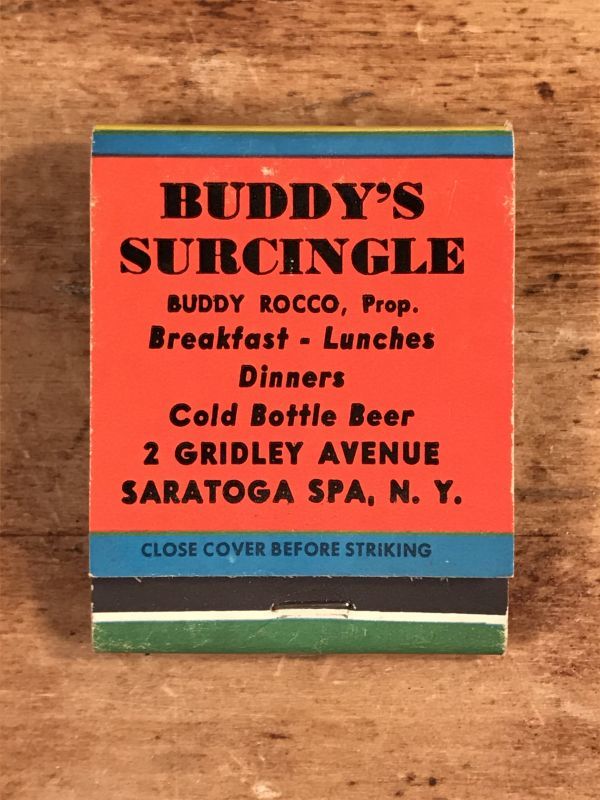 BUDDY'S
SURCINGLE
BUDDY ROCCO, Prop.
Breakfast - Lunches
Dinners
Cold Bottle Beer
2 GRIDLEY AVENUE
SARATOGA SPA, N. Y.
CLOSE COVER BEFORE STRIKING